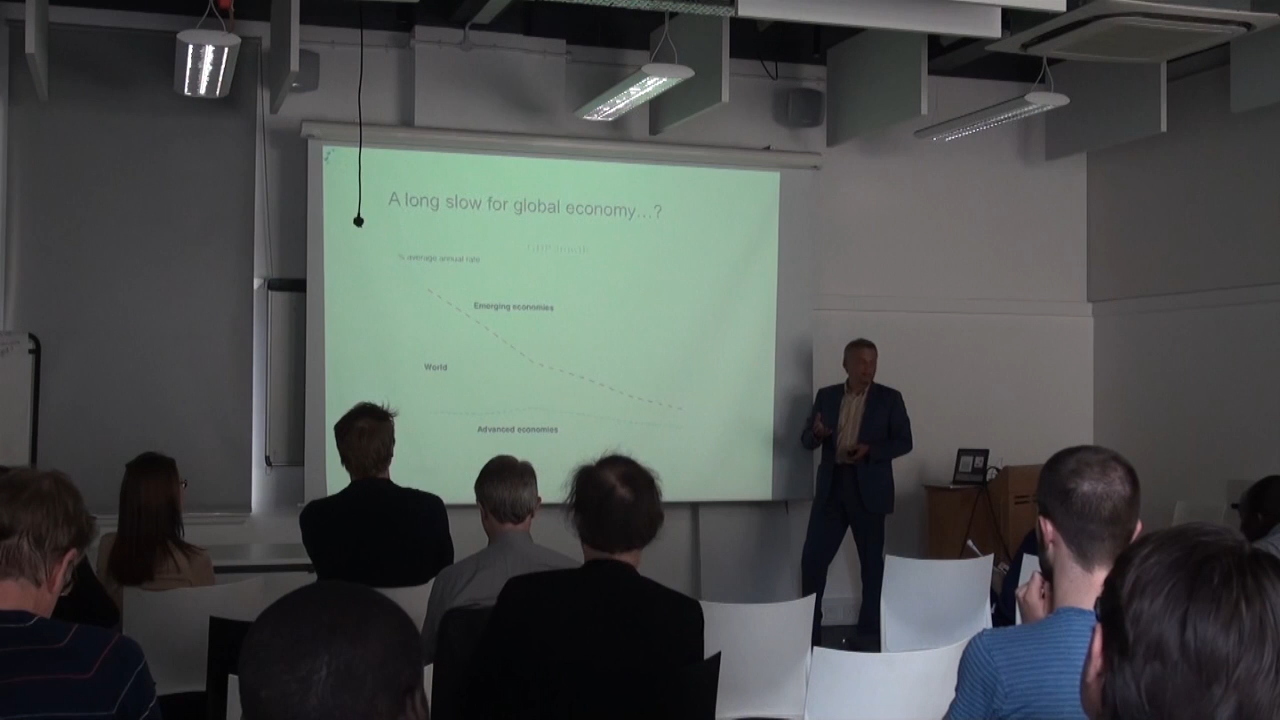 A long slow for global economy…?
% average annual rate
Emerging economies
World
Advanced economies